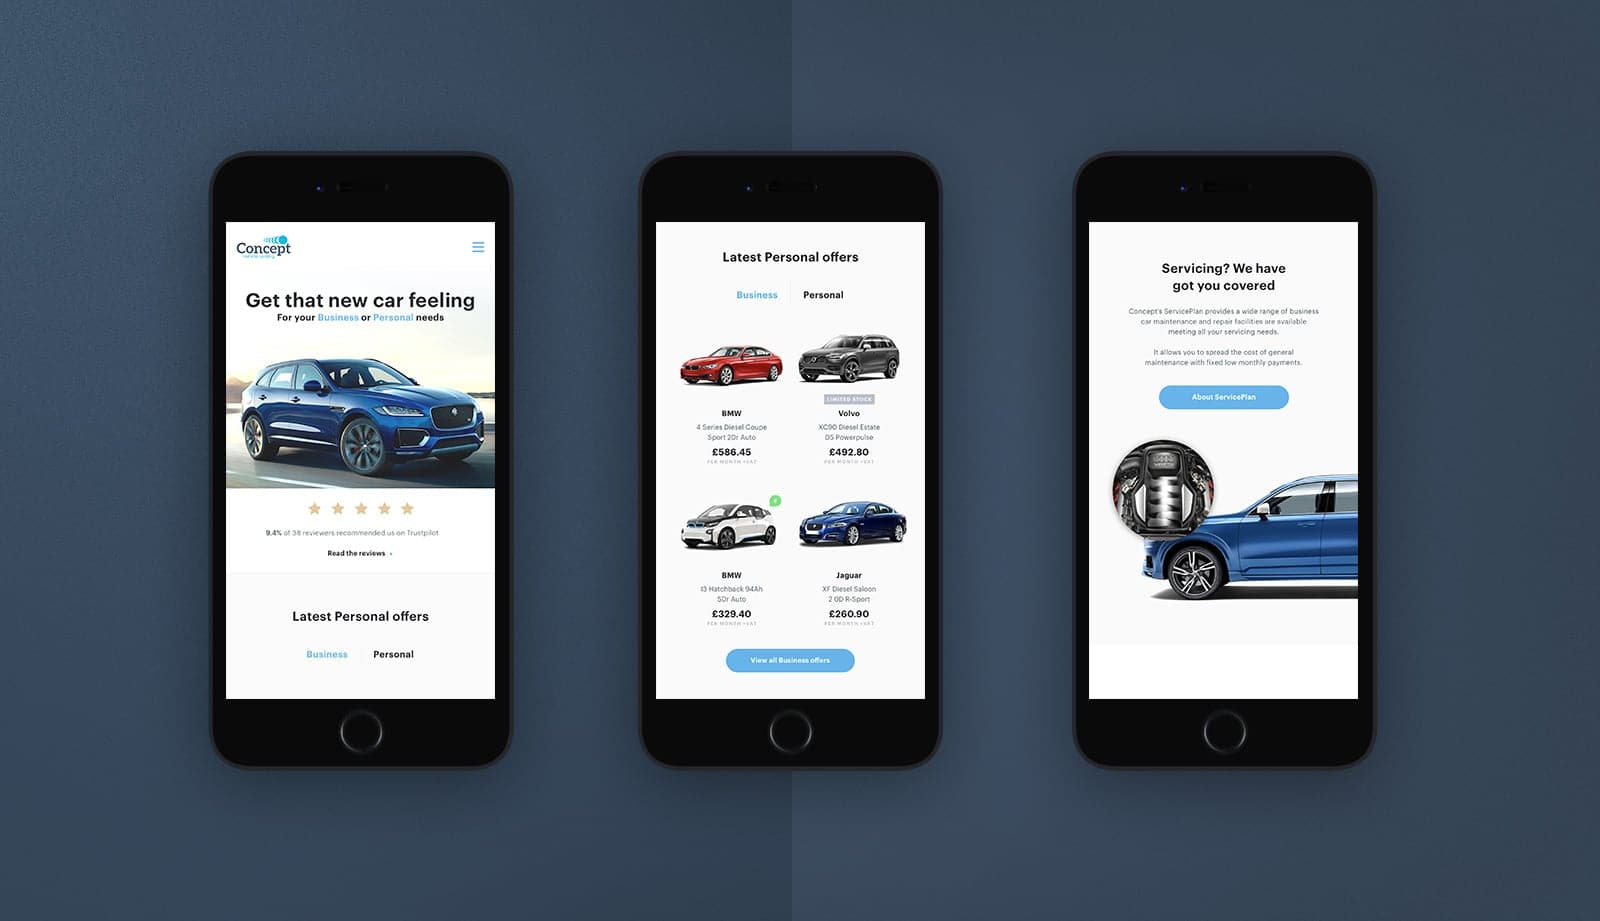 Concept
vehicle leasing
Get that new car feeling
For your Business or Personal needs
9.4% of 38 reviewers recommended us on Trustpilot
Read the reviews
Latest Personal offers
Business
Personal
Latest Personal offers
Business
Personal
LIMITED STOCK
BMW
4 Series Diesel Coupe
Sport 2Dr Auto
£586.45
PER MONTH +VAT
Volvo
XC90 Diesel Estate
D5 Powerpulse
£492.80
PER MONTH +VAT
BMW
I3 Hatchback 94Ah
5Dr Auto
£329.40
PER MONTH +VAT
Jaguar
XF Diesel Saloon
2 0D R-Sport
£260.90
PER MONTH +VAT
View all Business offers
Servicing? We have
got you covered
Concept's ServicePlan provides a wide range of business
car maintenance and repair facilities are available
meeting all your servicing needs.
It allows you to spread the cost of general
maintenance with fixed low monthly payments.
About ServicePlan